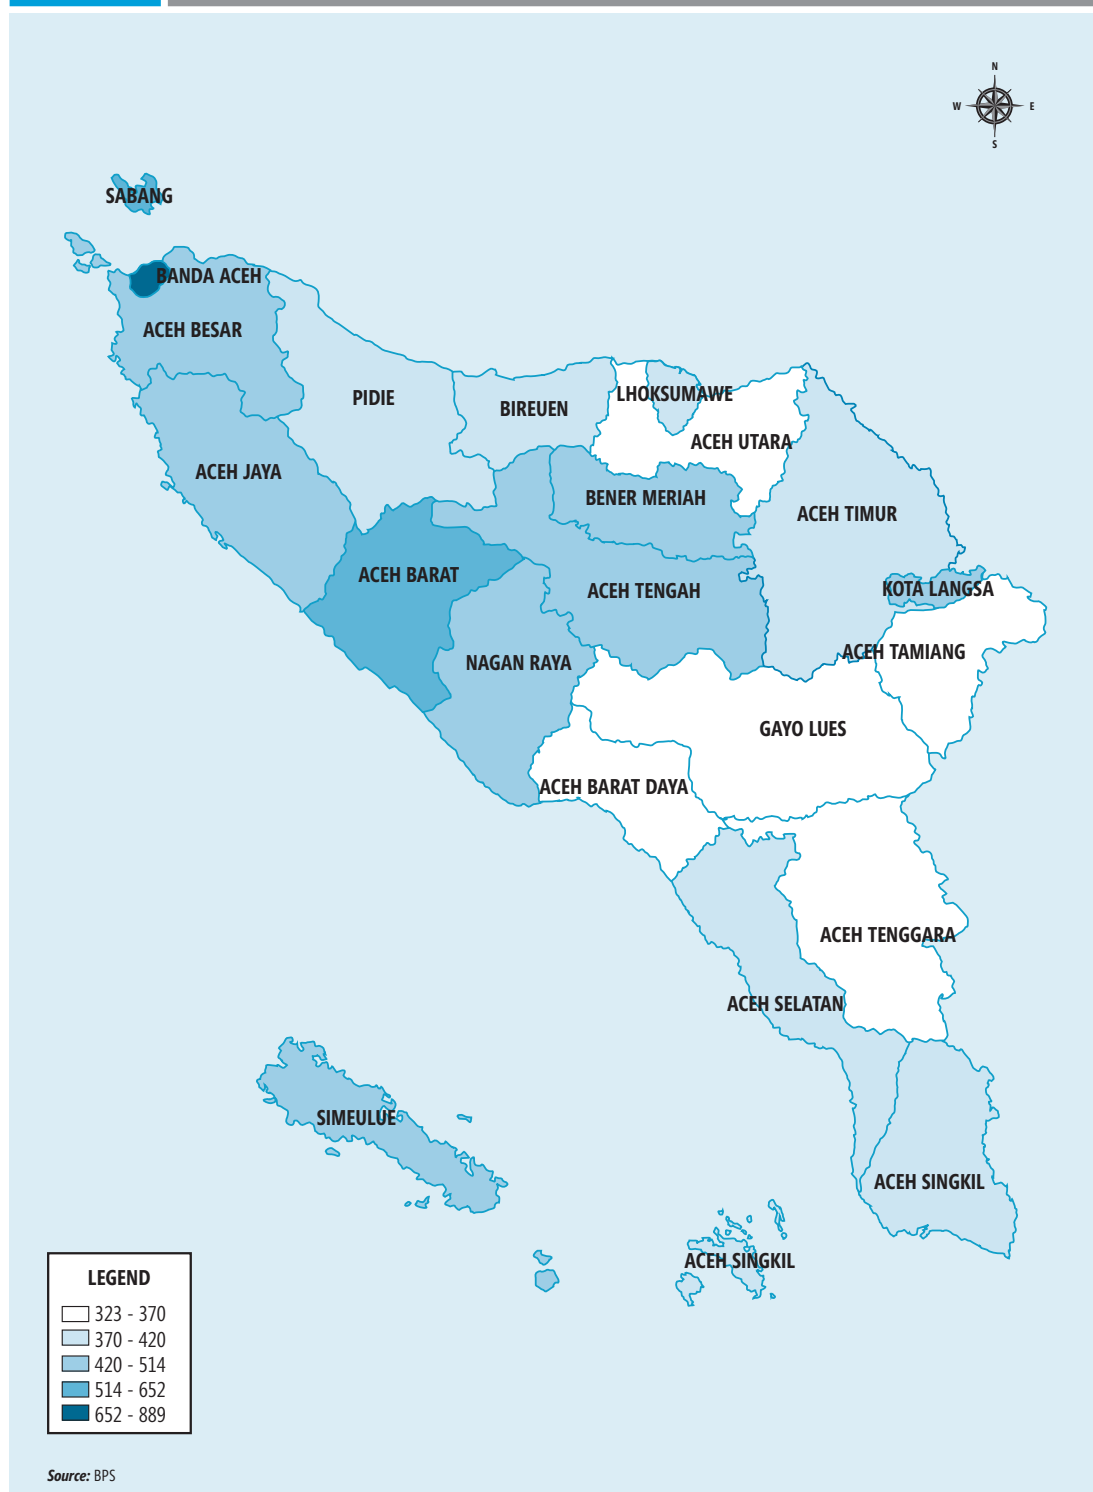 N
W E
S
SABANG
BANDA ACEH
ACEH BESAR
PIDIE
LHOKSUMAWE
BIREUEN
ACEH UTARA
ACEH JAYA
BENER MERIAH
ACEH TIMUR
ACEH BARAT
ACEH TENGAH
KOTA LANGSA
ACEH TAMIANG
NAGAN RAYA
GAYO LUES
ACEH BARAT DAYA
ACEH TENGGARA
ACEH SELATAN
SIMEULUE
ACEH SINGKIL
ACEH SINGKIL
LEGEND
323 - 370
370 - 420
420 - 514
514 - 652
652 - 889
Source: BPS